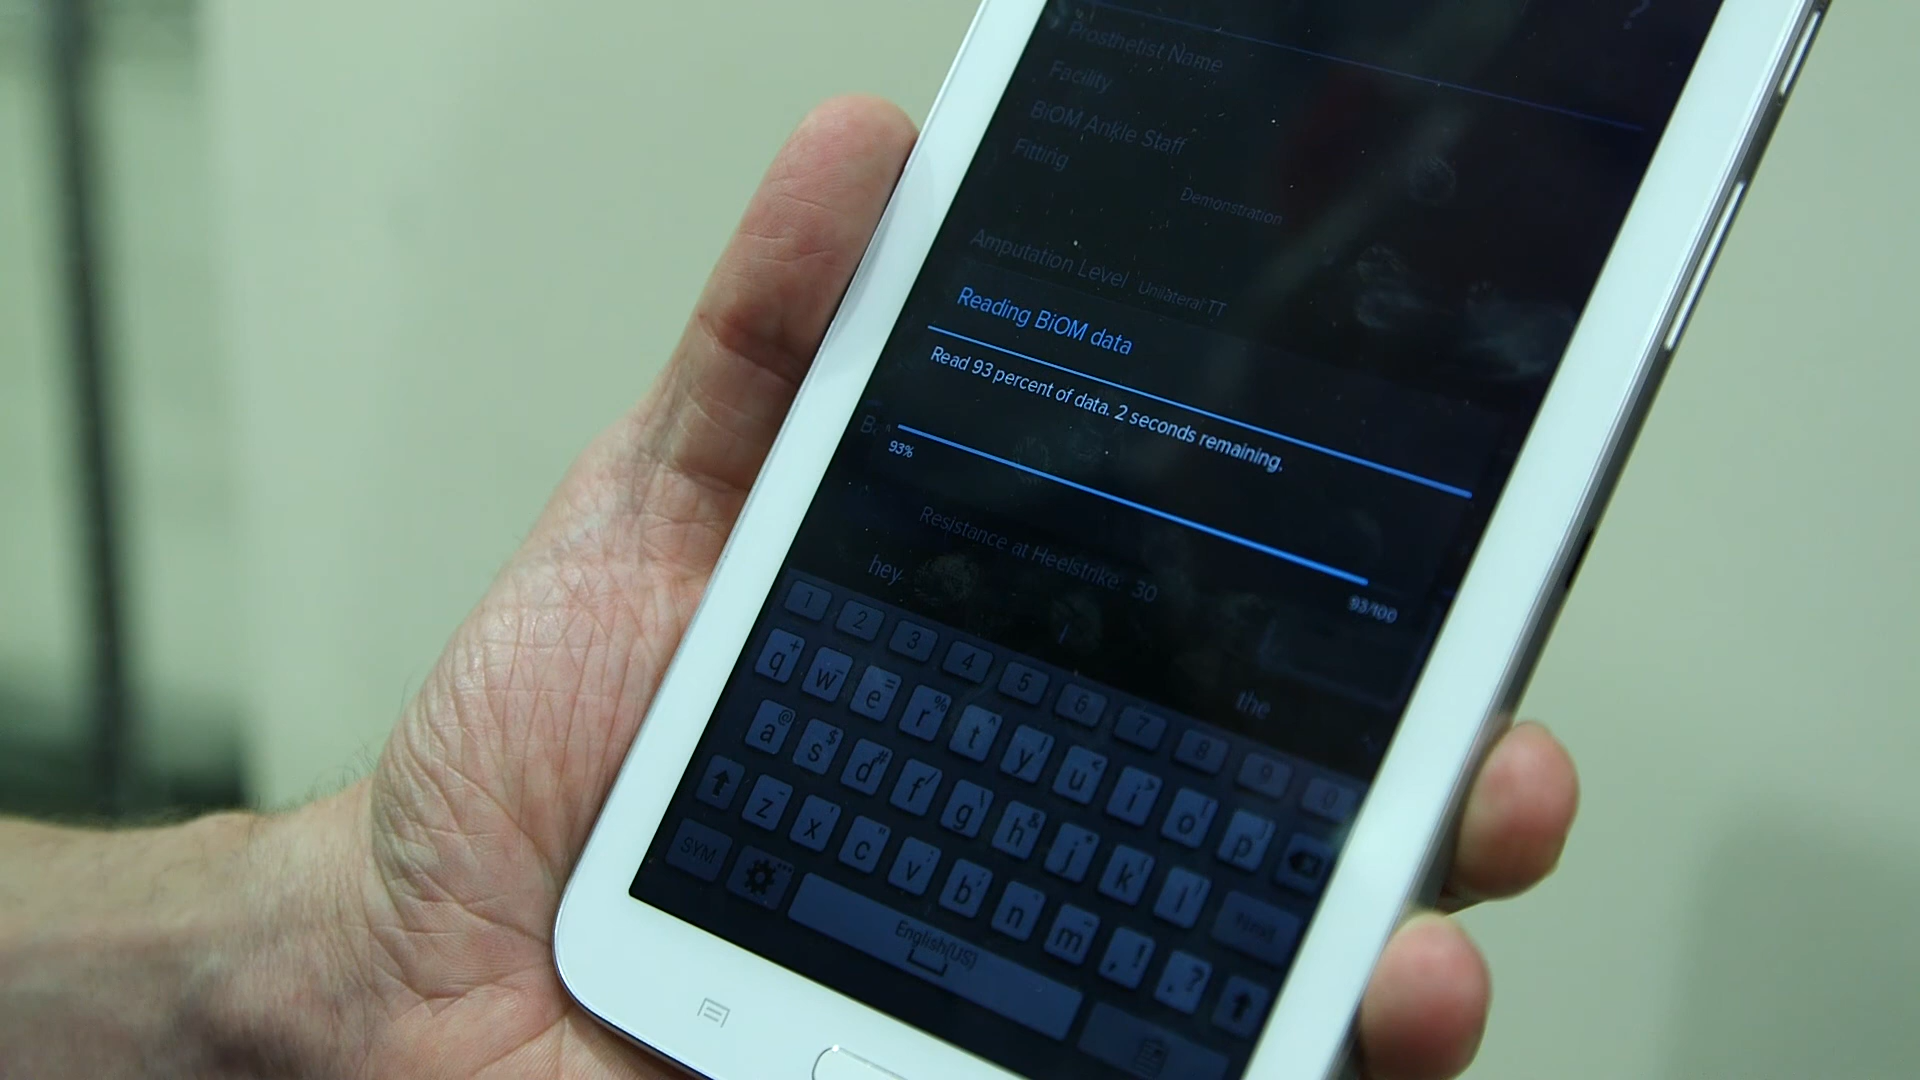 ?
Prosthetist Name
Facility
BiOM Ankle Staff
Fitting
Demonstration
Amputation Level Unilateral TT
Reading BiOM data
Read 93 percent of data. 2 seconds remaining.
93%
93/100
Resistance at Heelstrike: 30
hey
I
the
1 2 3 4 5 6 7 8 9 0
q w e r t y u i o p
a s d f g h j k l Next
z x c v b n m , ! . ?
SYM
English(US)